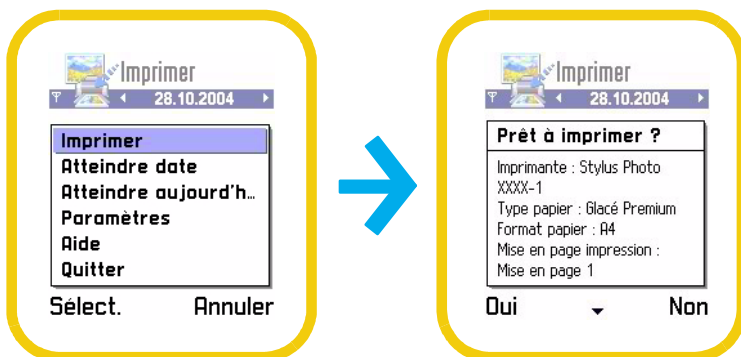 Imprimer
28.10.2004
Imprimer
Atteindre date
Atteindre aujourd'h...
Paramètres
Aide
Quitter
Sélect. Annuler
Imprimer
28.10.2004
Prêt à imprimer ?
Imprimante : Stylus Photo
XXXX-1
Type papier : Glacé Premium
Format papier : A4
Mise en page impression :
Mise en page 1
Oui Non